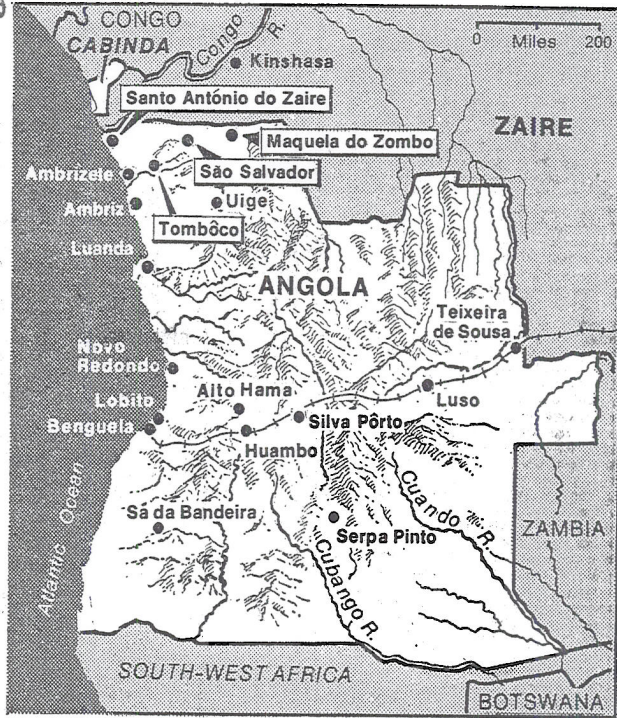 CONGO
CABINDA
Congo R.
Kinshasa
0 Miles 200
Santo António do Zaire
ZAIRE
Maquela do Zombo
São Salvador
Ambrizete
Ambriz
Uige
Tombôco
Luanda
ANGOLA
Teixeira
de Sousa
Novo
Redondo
Alto Hama
Luso
Lobito
Silva Pôrto
Benguela
Huambo
Atlantic Ocean
Cuando R.
Sá da Bandeira
Serpa Pinto
ZAMBIA
Cubango R.
SOUTH-WEST AFRICA
BOTSWANA